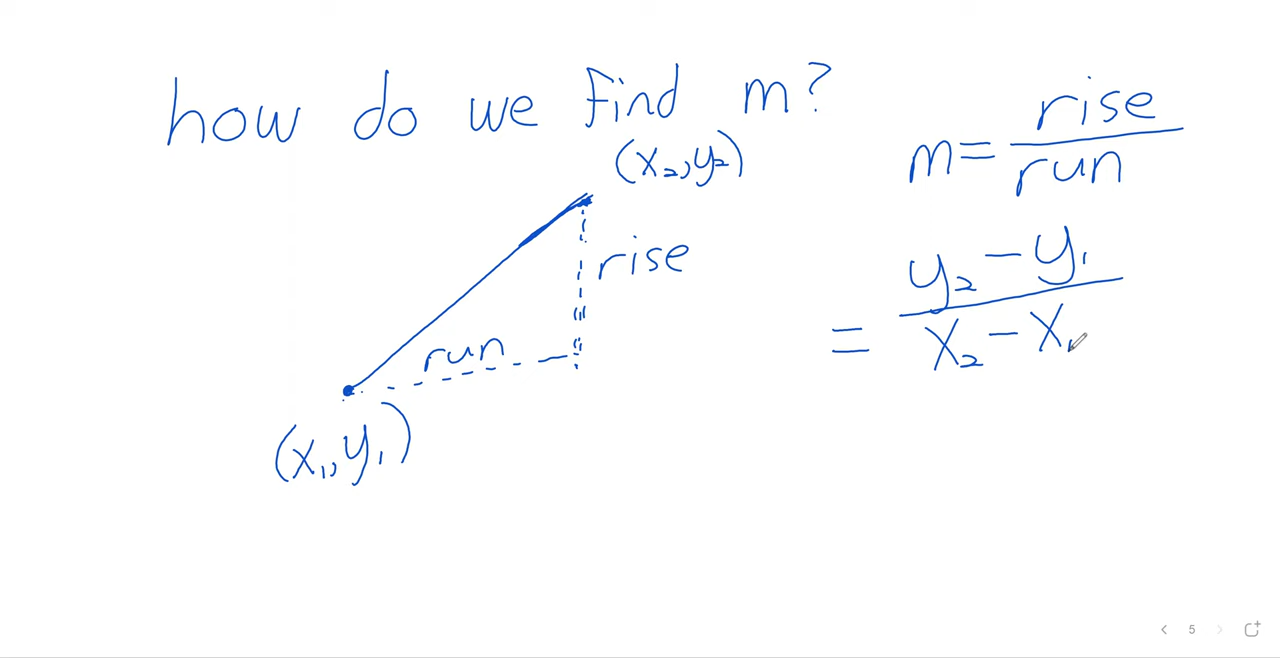 how do we find m?
m = rise / run
(x₂, y₂)
rise
= y₂ − y₁ / x₂ − x₁
run
(x₁, y₁)
5